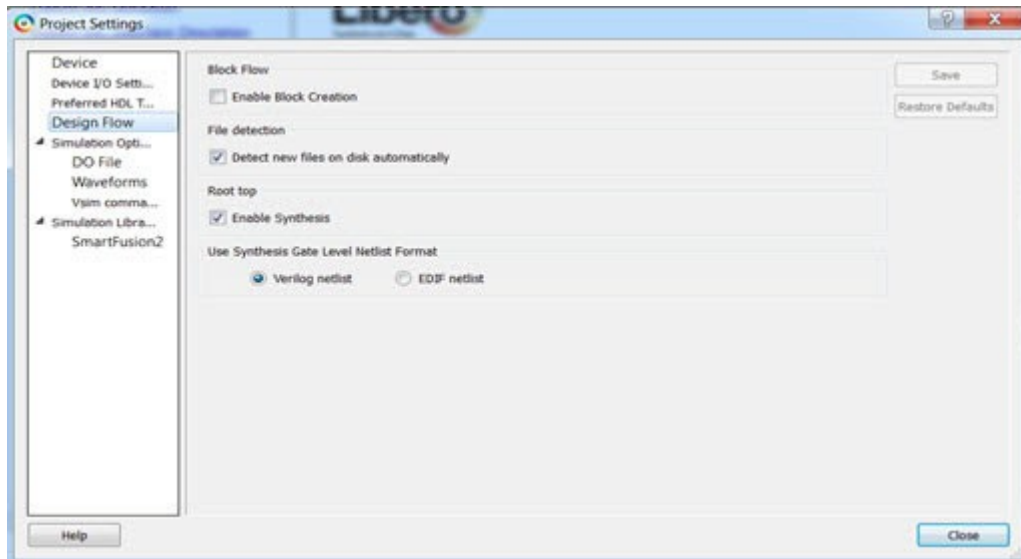 Libero
Project Settings
Device
Device I/O Setti...
Preferred HDL T...
Design Flow
Simulation Opti...
DO File
Waveforms
Vsim comma...
Simulation Libra...
SmartFusion2
Block Flow
Enable Block Creation
File detection
Detect new files on disk automatically
Root top
Enable Synthesis
Use Synthesis Gate Level Netlist Format
Verilog netlist EDIF netlist
Save
Restore Defaults
Help
Close